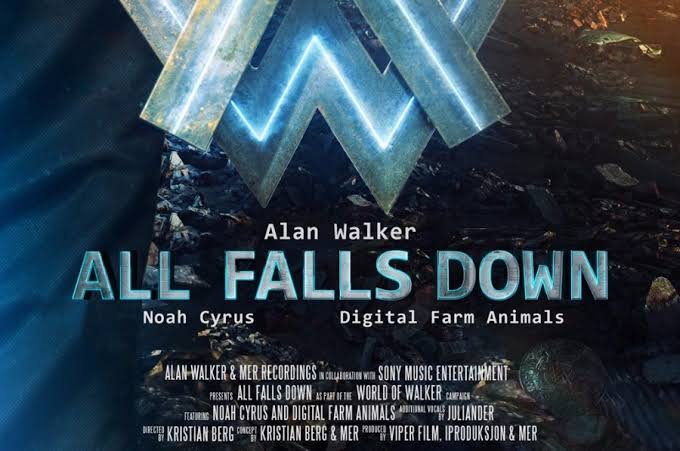 Alan Walker
ALL FALLS DOWN
Noah Cyrus Digital Farm Animals
ALAN WALKER & MER RECORDINGS IN COLLABORATION WITH SONY MUSIC ENTERTAINMENT
PRESENTS ALL FALLS DOWN AS PART OF THE WORLD OF WALKER CAMPAIGN
FEATURING NOAH CYRUS AND DIGITAL FARM ANIMALS ADDITIONAL VOCALS BY JULIANDER
DIRECTED BY KRISTIAN BERG CONCEPT BY KRISTIAN BERG & MER PRODUCED BY VIPER FILM, IPRODUKSJON & MER